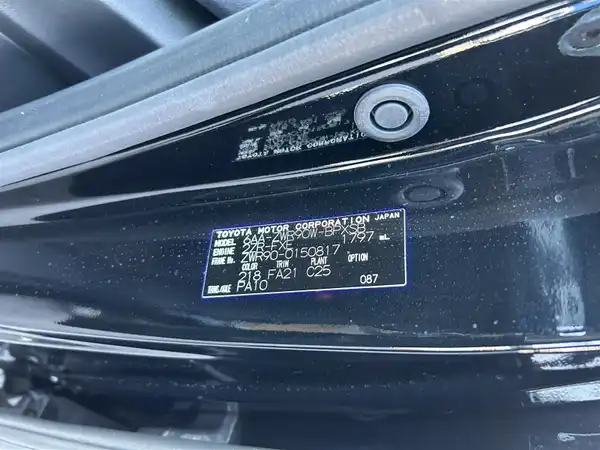 TOYOTA MOTOR CORPORATION JAPAN
MODEL 6AA-ZWR90W-BPXSB
ENGINE 2ZR-FXE 1797 mL
FRAME No. ZWR90-0150817
COLOR TRIM PLANT OPTION
218 FA21 C25
TRANS./AXLE PA10 087